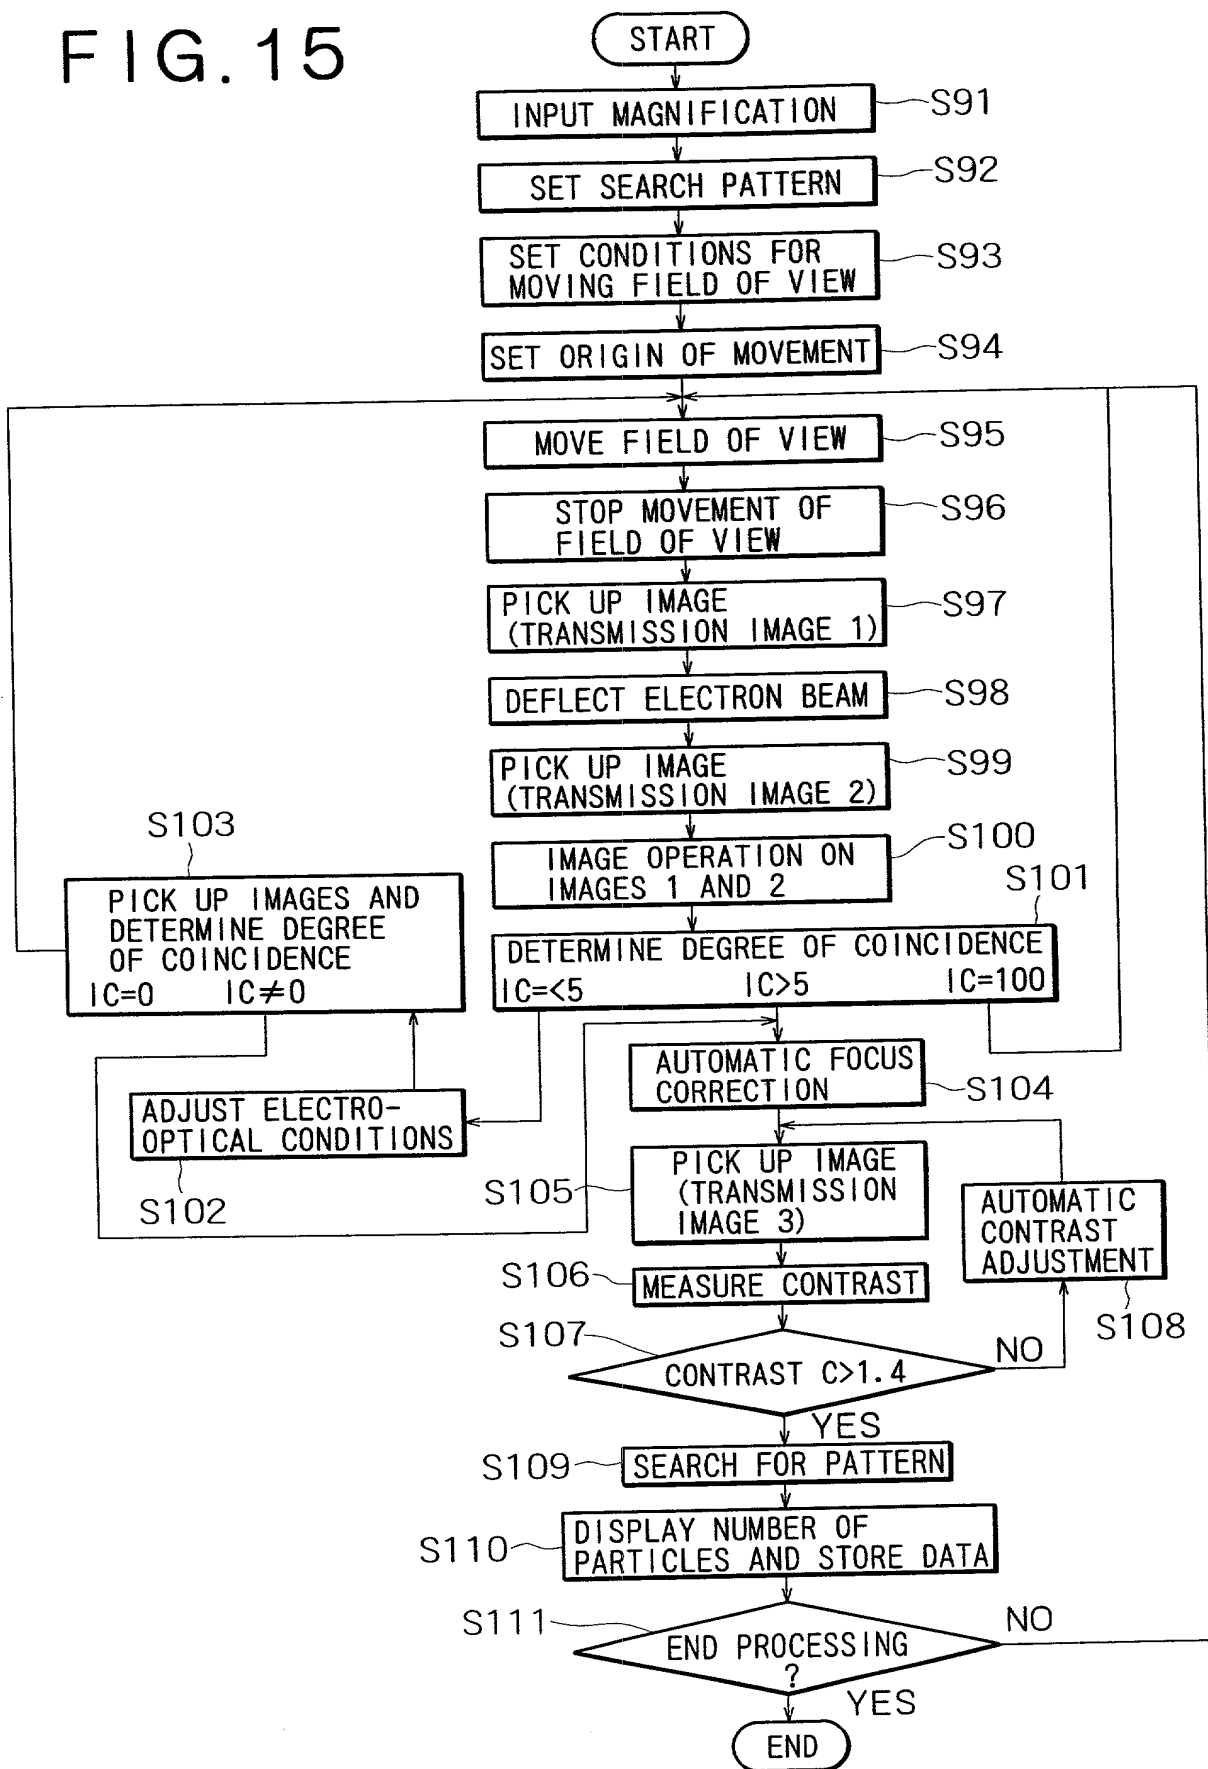 FIG.15
START
INPUT MAGNIFICATION
S91
SET SEARCH PATTERN
S92
SET CONDITIONS FOR
MOVING FIELD OF VIEW
S93
SET ORIGIN OF MOVEMENT
S94
MOVE FIELD OF VIEW
S95
STOP MOVEMENT OF
FIELD OF VIEW
S96
PICK UP IMAGE
(TRANSMISSION IMAGE 1)
S97
DEFLECT ELECTRON BEAM
S98
PICK UP IMAGE
(TRANSMISSION IMAGE 2)
S99
IMAGE OPERATION ON
IMAGES 1 AND 2
S100
S101
DETERMINE DEGREE OF COINCIDENCE
IC=<5 IC>5 IC=100
S103
PICK UP IMAGES AND
DETERMINE DEGREE
OF COINCIDENCE
IC=0 IC≠0
ADJUST ELECTRO-
OPTICAL CONDITIONS
S102
AUTOMATIC FOCUS
CORRECTION
S104
S105
PICK UP IMAGE
(TRANSMISSION
IMAGE 3)
AUTOMATIC
CONTRAST
ADJUSTMENT
S108
S106
MEASURE CONTRAST
S107
CONTRAST C>1.4
NO
YES
S109
SEARCH FOR PATTERN
S110
DISPLAY NUMBER OF
PARTICLES AND STORE DATA
S111
END PROCESSING
?
NO
YES
END